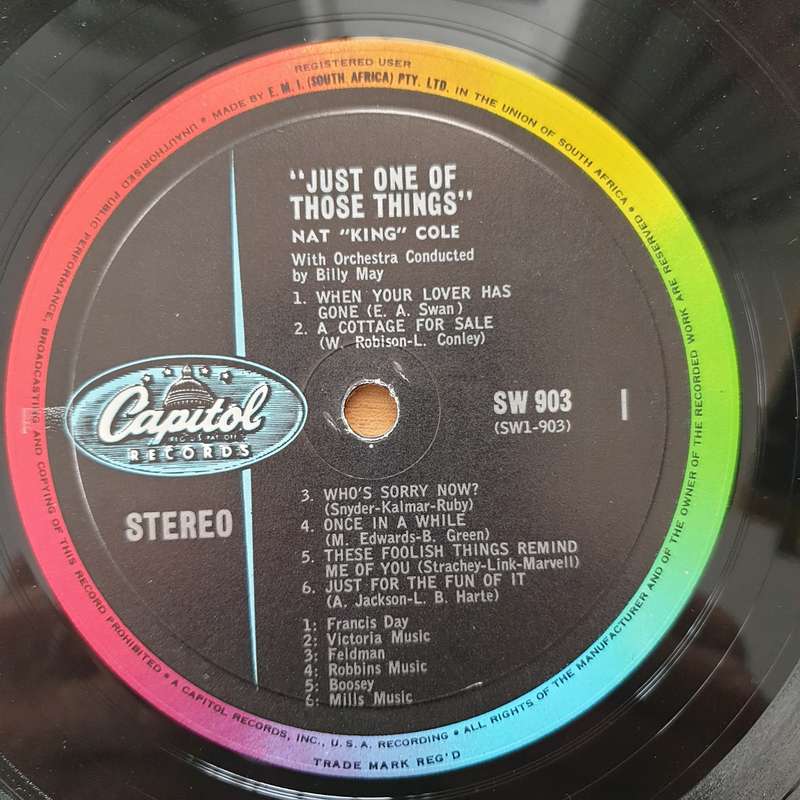 REGISTERED USER
MADE BY E. M. I. (SOUTH AFRICA) PTY. LTD. IN THE UNION OF SOUTH AFRICA • ALL RIGHTS OF THE MANUFACTURER AND OF THE OWNER OF THE RECORDED WORK ARE RESERVED
UNAUTHORISED PUBLIC PERFORMANCE, BROADCASTING AND COPYING OF THIS RECORD PROHIBITED • A CAPITOL RECORDS, INC., U.S.A. RECORDING •
TRADE MARK REG'D
"JUST ONE OF
THOSE THINGS"
NAT "KING" COLE
With Orchestra Conducted
by Billy May
1. WHEN YOUR LOVER HAS
GONE (E. A. Swan)
2. A COTTAGE FOR SALE
(W. Robison-L. Conley)
Capitol
REG. U.S. PAT. OFF.
RECORDS
STEREO
SW 903
(SW1-903)
1
3. WHO'S SORRY NOW?
(Snyder-Kalmar-Ruby)
4. ONCE IN A WHILE
(M. Edwards-B. Green)
5. THESE FOOLISH THINGS REMIND
ME OF YOU (Strachey-Link-Marvell)
6. JUST FOR THE FUN OF IT
(A. Jackson-L. B. Harte)
1: Francis Day
2: Victoria Music
3: Feldman
4: Robbins Music
5: Boosey
6: Mills Music